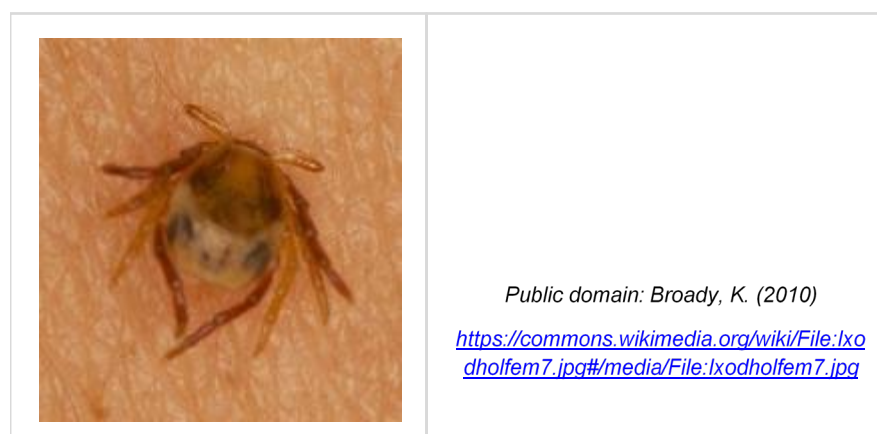 Public domain: Broady, K. (2010)
https://commons.wikimedia.org/wiki/File:Ixo
dholfem7.jpg#/media/File:Ixodholfem7.jpg